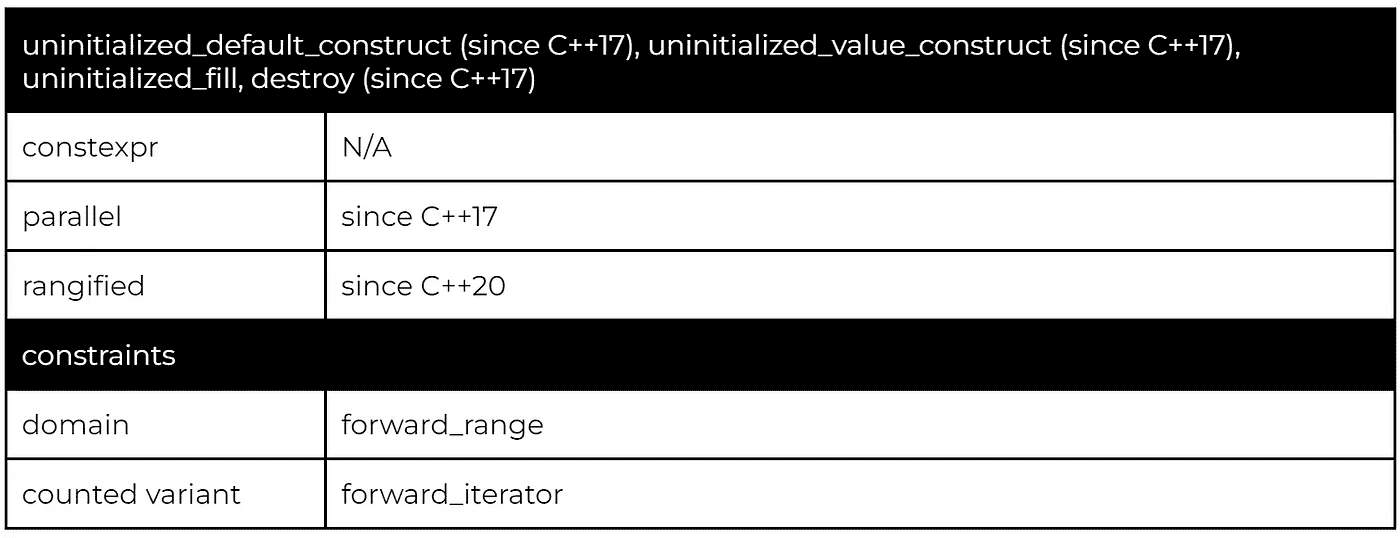 uninitialized_default_construct (since C++17), uninitialized_value_construct (since C++17),
uninitialized_fill, destroy (since C++17)
constexpr N/A
parallel since C++17
rangified since C++20
constraints
domain forward_range
counted variant forward_iterator